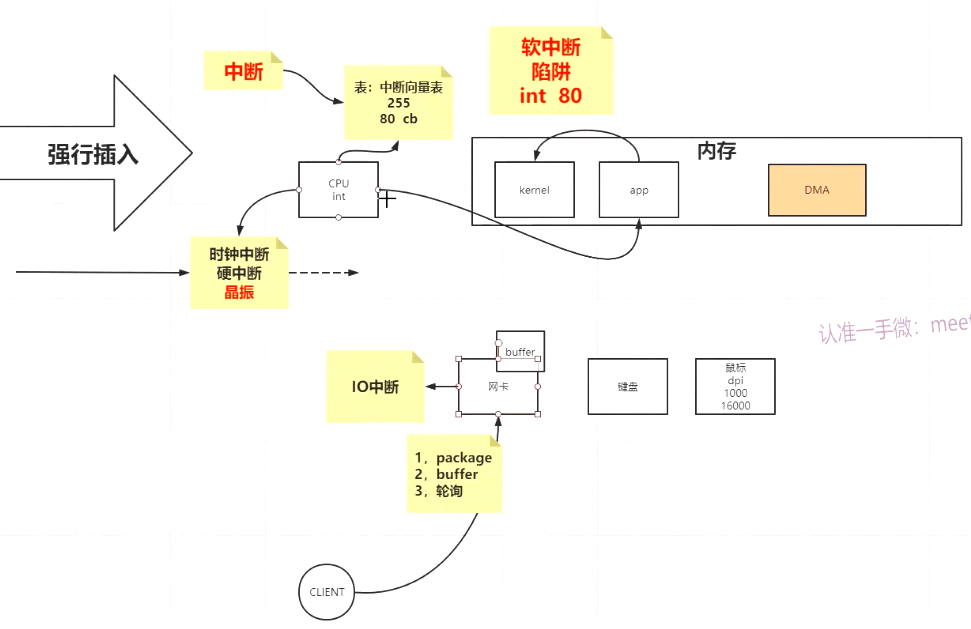 强行插入
中断
表：中断向量表
255
80 cb
软中断
陷阱
int 80
CPU
int
内存
kernel
app
DMA
时钟中断
硬中断
晶振
认准一手微：meet
IO中断
buffer
网卡
键盘
鼠标
dpi
1000
16000
1，package
2，buffer
3，轮询
CLIENT